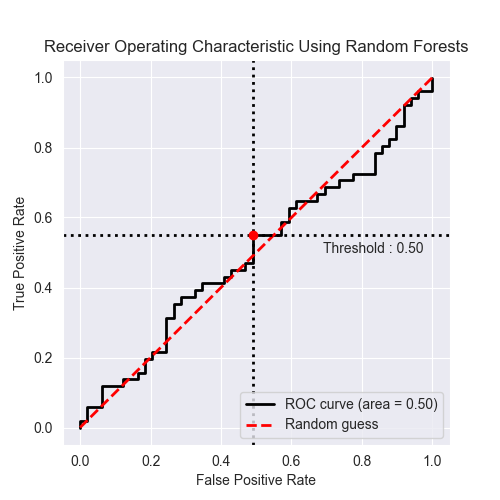 Receiver Operating Characteristic Using Random Forests
1.0
0.8
0.6
0.4
0.2
0.0
True Positive Rate
Threshold : 0.50
ROC curve (area = 0.50)
Random guess
0.0 0.2 0.4 0.6 0.8 1.0
False Positive Rate